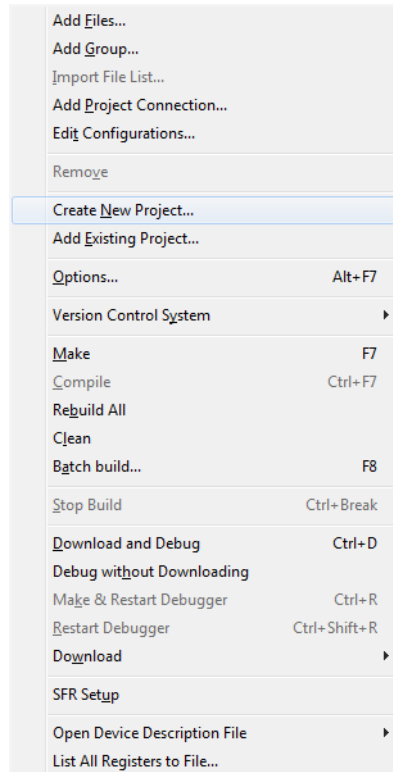 Add Files...
Add Group...
Import File List...
Add Project Connection...
Edit Configurations...
Remove
Create New Project...
Add Existing Project...
Options... Alt+F7
Version Control System
Make F7
Compile Ctrl+F7
Rebuild All
Clean
Batch build... F8
Stop Build Ctrl+Break
Download and Debug Ctrl+D
Debug without Downloading
Make & Restart Debugger Ctrl+R
Restart Debugger Ctrl+Shift+R
Download
SFR Setup
Open Device Description File
List All Registers to File...